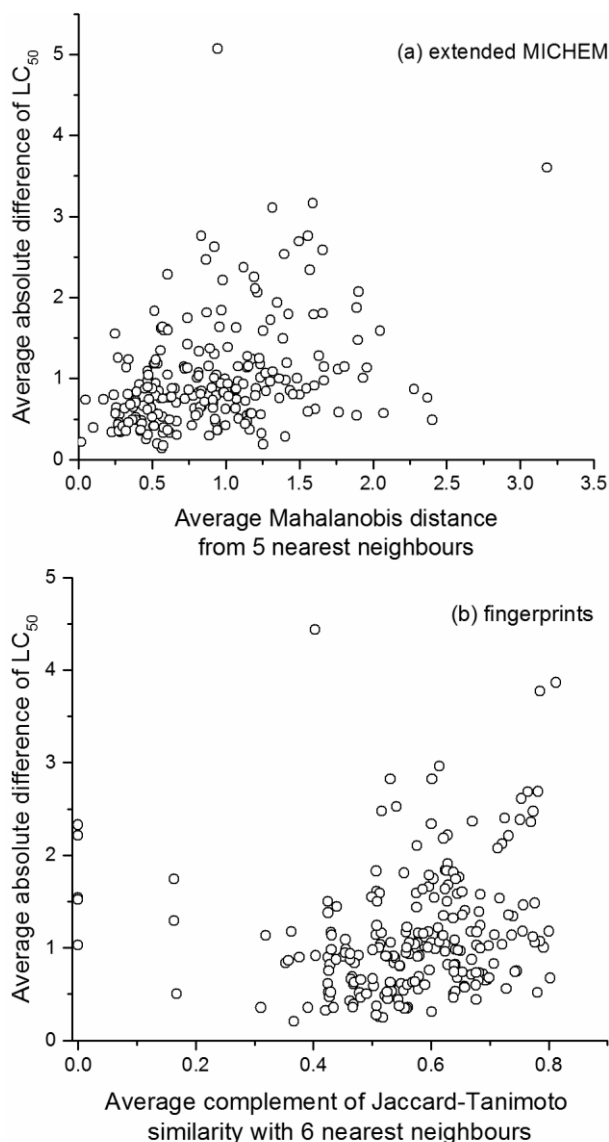 (a) extended MICHEM
Average absolute difference of LC50
5
4
3
2
1
0
0.0 0.5 1.0 1.5 2.0 2.5 3.0 3.5
Average Mahalanobis distance
from 5 nearest neighbours
(b) fingerprints
Average absolute difference of LC50
5
4
3
2
1
0
0.0 0.2 0.4 0.6 0.8
Average complement of Jaccard-Tanimoto
similarity with 6 nearest neighbours